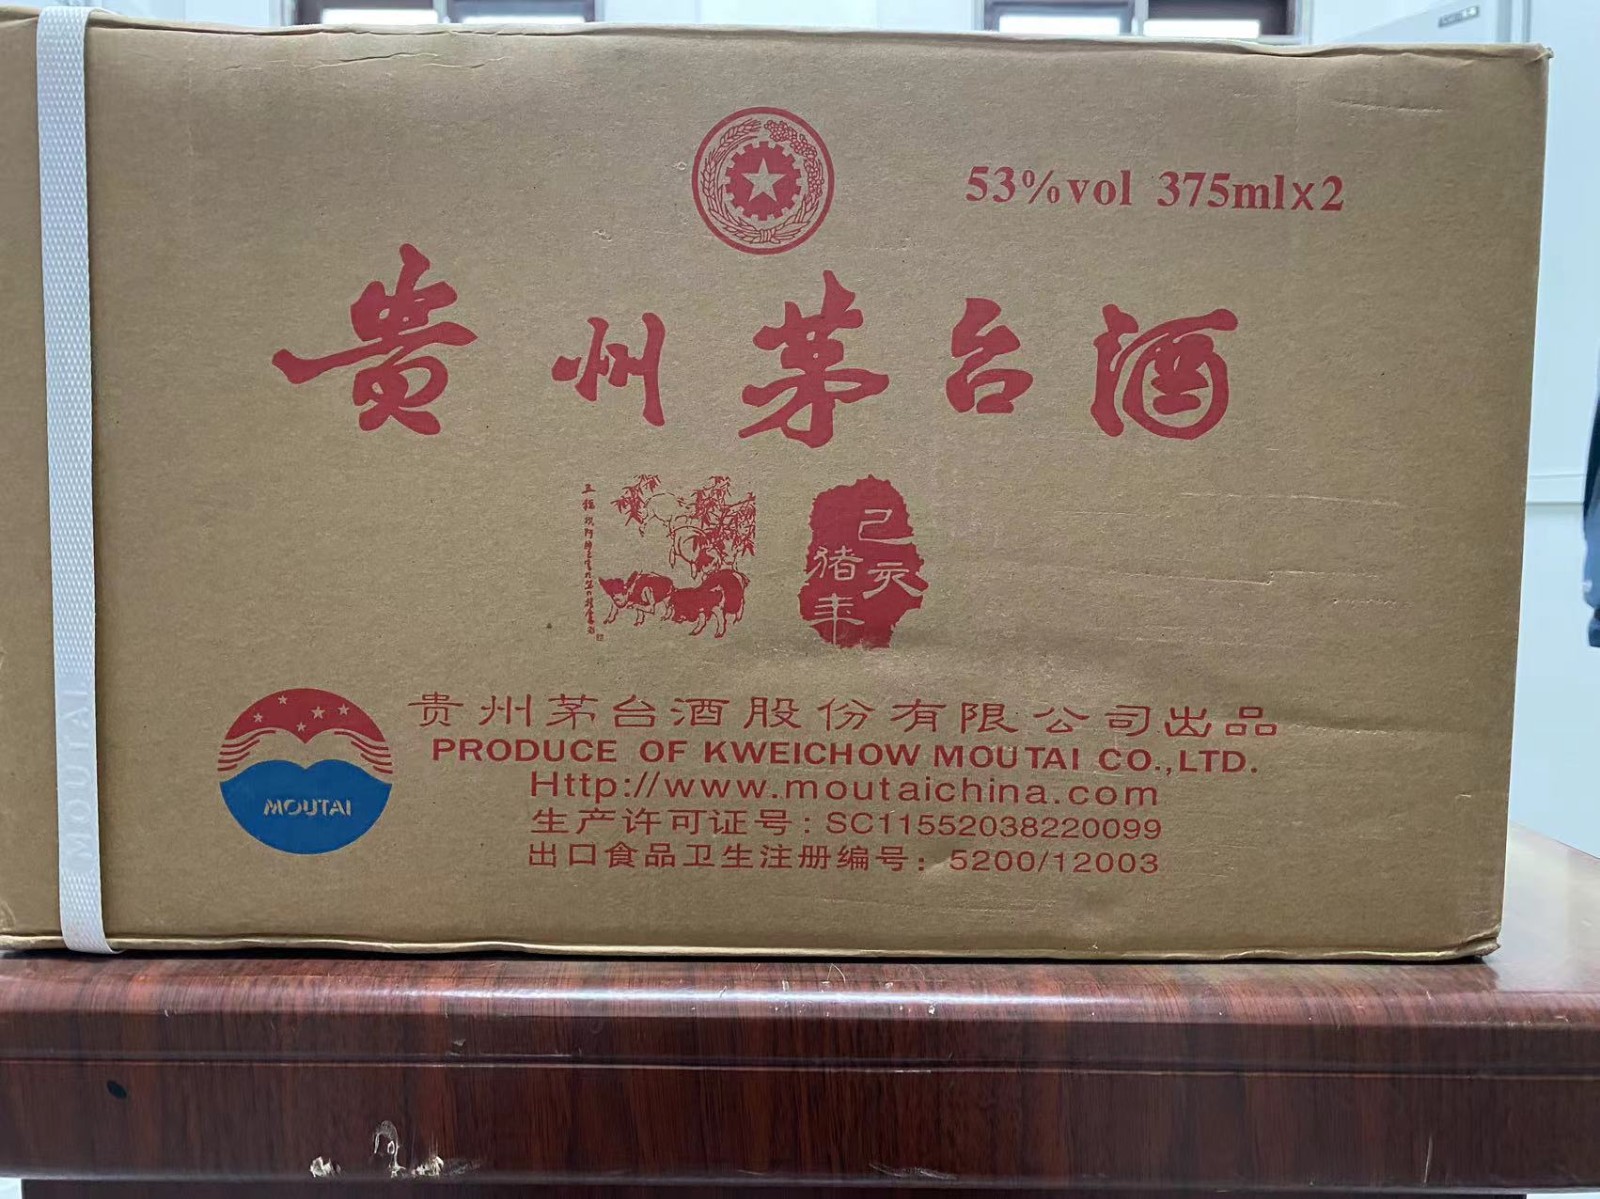 53%vol 375ml×2
贵州茅台酒
己亥
猪年
贵州茅台酒股份有限公司出品
PRODUCE OF KWEICHOW MOUTAI CO.,LTD.
Http://www.moutaichina.com
生产许可证号:SC11552038220099
出口食品卫生注册编号:5200/12003
MOUTAI
MOUTAI